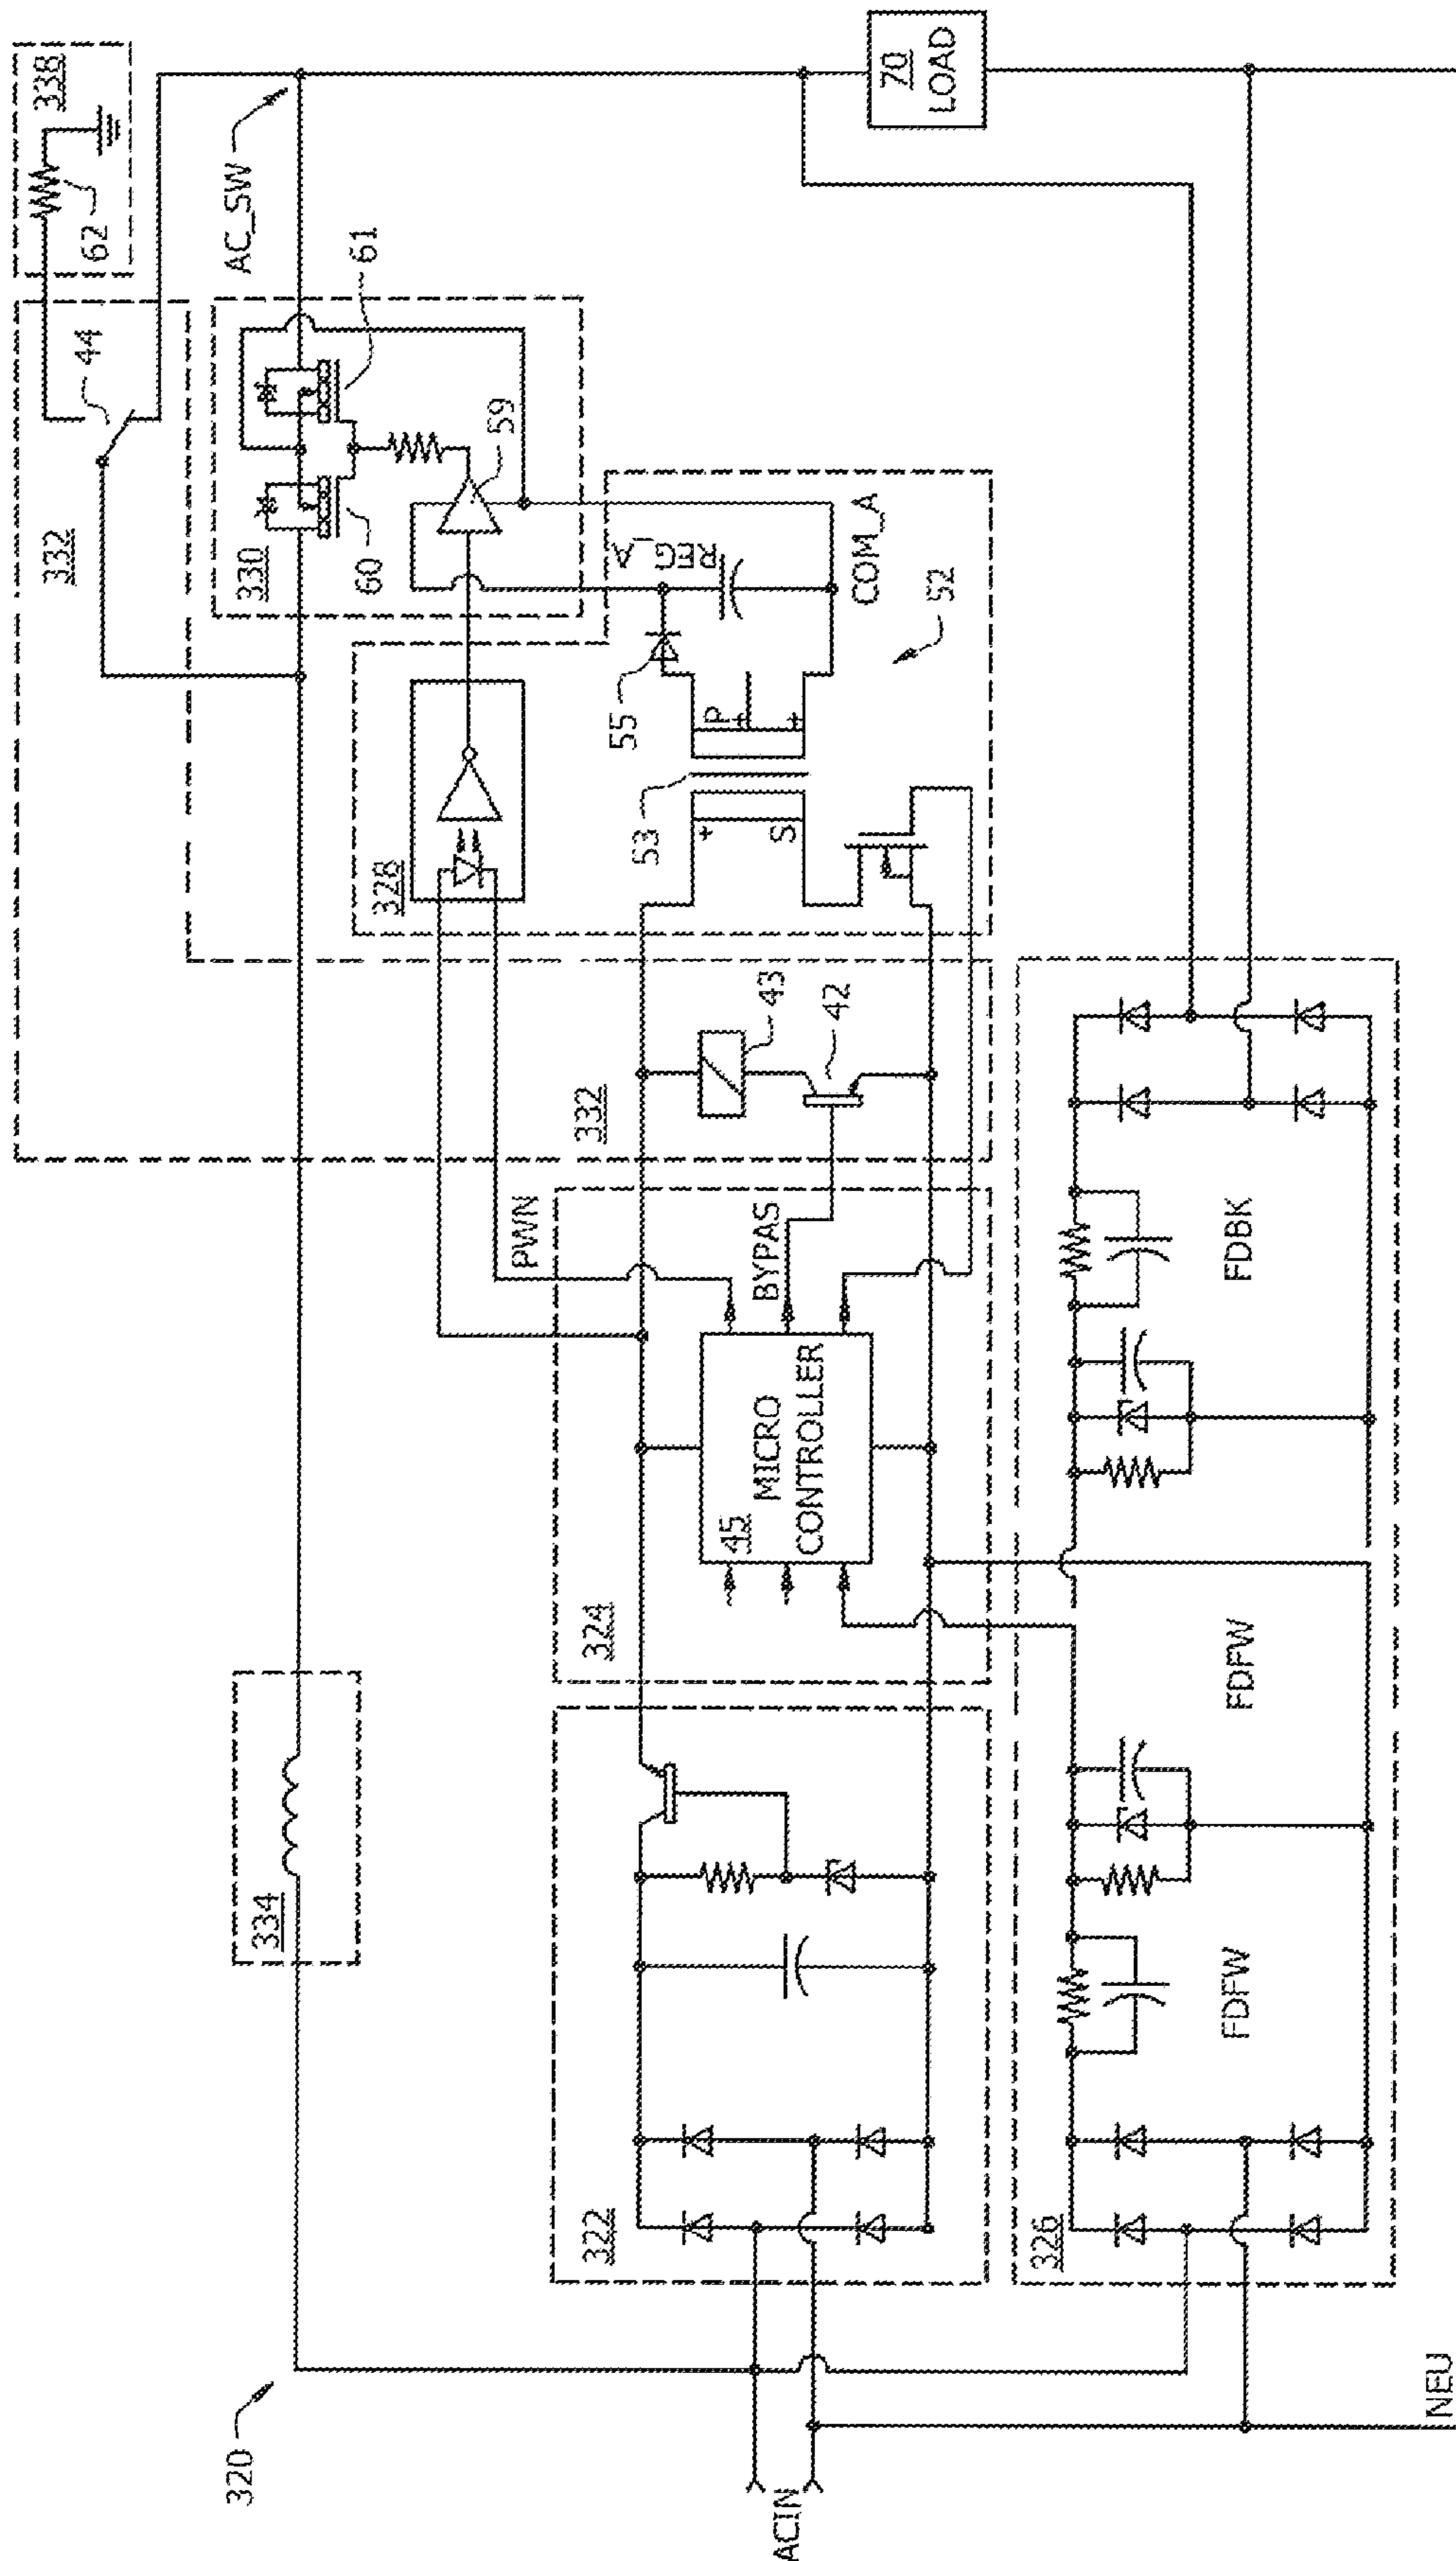 320
334
332
44
62
338
330
60
61
AC_SW
59
328
PWN
332
43
42
53
55
+
S
P
+
+
REG_A
COM_A
52
322
324
45
MICRO
CONTROLLER
BYPAS
ACIN
326
FDFW
FDFW
FDBK
70
LOAD
NEU